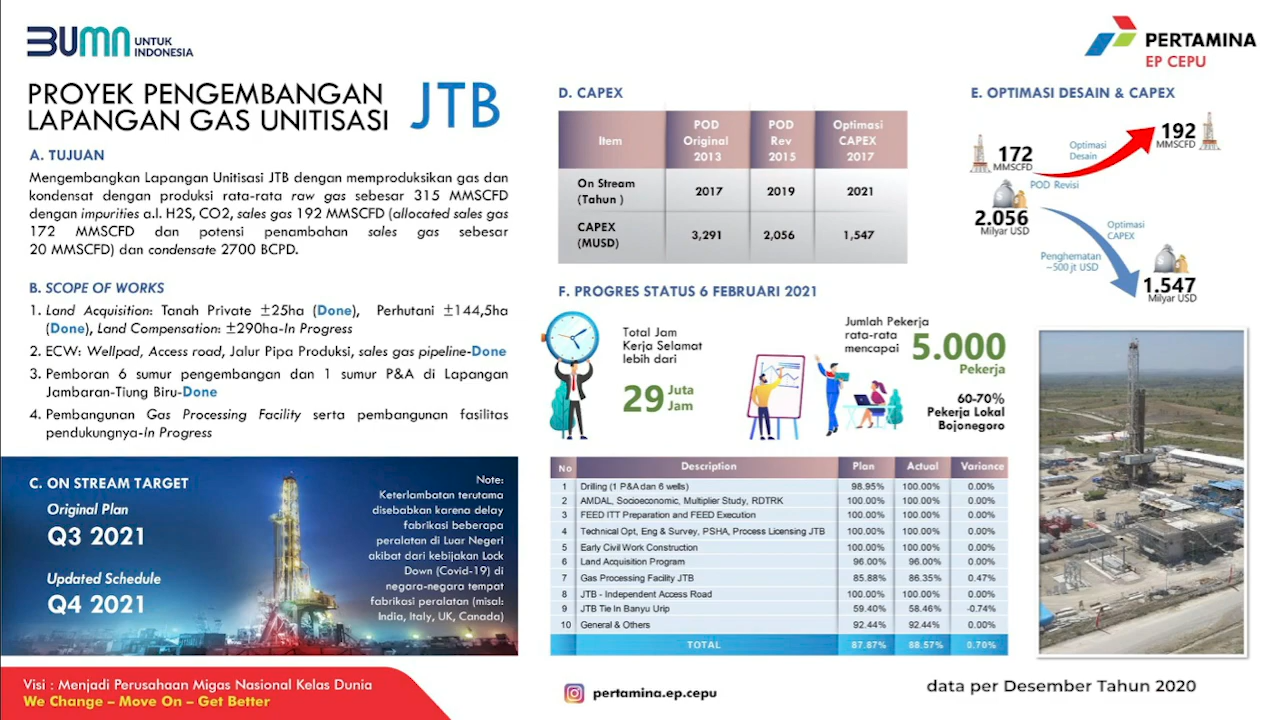 BUMN UNTUK
INDONESIA
PERTAMINA
EP CEPU
PROYEK PENGEMBANGAN
LAPANGAN GAS UNITISASI
JTB
A. TUJUAN
Mengembangkan Lapangan Unitisasi JTB dengan memproduksikan gas dan
kondensat dengan produksi rata-rata raw gas sebesar 315 MMSCFD
dengan impurities a.l. H2S, CO2, sales gas 192 MMSCFD (allocated sales gas
172 MMSCFD dan potensi penambahan sales gas sebesar
20 MMSCFD) dan condensate 2700 BCPD.
B. SCOPE OF WORKS
1. Land Acquisition: Tanah Private ±25ha (Done), Perhutani ±144,5ha
(Done), Land Compensation: ±290ha-In Progress
2. ECW: Wellpad, Access road, Jalur Pipa Produksi, sales gas pipeline-Done
3. Pemboran 6 sumur pengembangan dan 1 sumur P&A di Lapangan
Jambaran-Tiung Biru-Done
4. Pembangunan Gas Processing Facility serta pembangunan fasilitas
pendukungnya-In Progress
C. ON STREAM TARGET
Original Plan
Q3 2021
Updated Schedule
Q4 2021
Note:
Keterlambatan terutama
disebabkan karena delay
fabrikasi beberapa
peralatan di Luar Negeri
akibat dari kebijakan Lock
Down (Covid-19) di
negara-negara tempat
fabrikasi peralatan (misal:
India, Italy, UK, Canada)
D. CAPEX
Item
POD
Original
2013
POD
Rev
2015
Optimasi
CAPEX
2017
On Stream
(Tahun )
2017
2019
2021
CAPEX
(MUSD)
3,291
2,056
1,547
E. OPTIMASI DESAIN & CAPEX
172
MMSCFD
Optimasi
Desain
192
MMSCFD
POD Revisi
2.056
Milyar USD
Optimasi
CAPEX
Penghematan
~500 jt USD
1.547
Milyar USD
F. PROGRES STATUS 6 FEBRUARI 2021
Total Jam
Kerja Selamat
lebih dari
29 Juta
Jam
Jumlah Pekerja
rata-rata
mencapai
5.000
Pekerja
60-70%
Pekerja Lokal
Bojonegoro
No Description Plan Actual Variance
1 Drilling (1 P&A dan 6 wells) 98.95% 100.00% 0.00%
2 AMDAL, Socioeconomic, Multiplier Study, RDTRK 100.00% 100.00% 0.00%
3 FEED ITT Preparation and FEED Execution 100.00% 100.00% 0.00%
4 Technical Opt, Eng & Survey, PSHA, Process Licensing JTB 100.00% 100.00% 0.00%
5 Early Civil Work Construction 100.00% 100.00% 0.00%
6 Land Acquisition Program 96.00% 96.00% 0.00%
7 Gas Processing Facility JTB 85.88% 86.35% 0.47%
8 JTB - Independent Access Road 100.00% 100.00% 0.00%
9 JTB Tie In Banyu Urip 59.40% 58.46% -0.74%
10 General & Others 92.44% 92.44% 0.00%
TOTAL 87.87% 88.57% 0.70%
Visi : Menjadi Perusahaan Migas Nasional Kelas Dunia
We Change – Move On – Get Better
pertamina.ep.cepu
data per Desember Tahun 2020